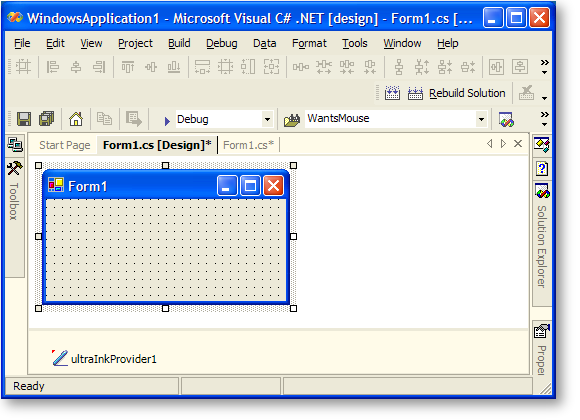 WindowsApplication1 - Microsoft Visual C# .NET [design] - Form1.cs [...
File Edit View Project Build Debug Data Format Tools Window Help
Rebuild Solution
Debug WantsMouse
Start Page Form1.cs [Design]* Form1.cs*
Toolbox
Form1
Solution Explorer
Proper
ultraInkProvider1
Ready